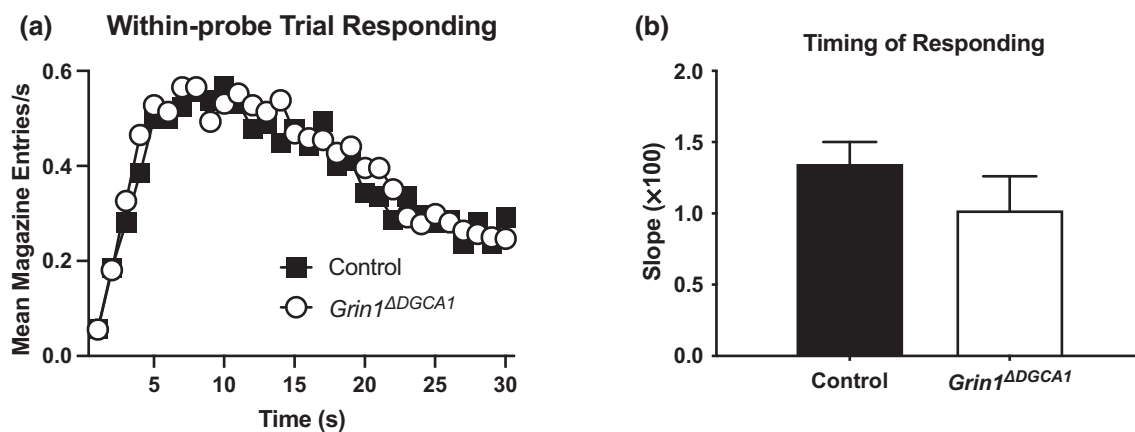 (a) Within-probe Trial Responding
Mean Magazine Entries/s
0.6
0.4
0.2
0.0
Control
Grin1ΔDGCA1
5 10 15 20 25 30
Time (s)
(b) Timing of Responding
Slope (×100)
2.0
1.5
1.0
0.5
0.0
Control Grin1ΔDGCA1